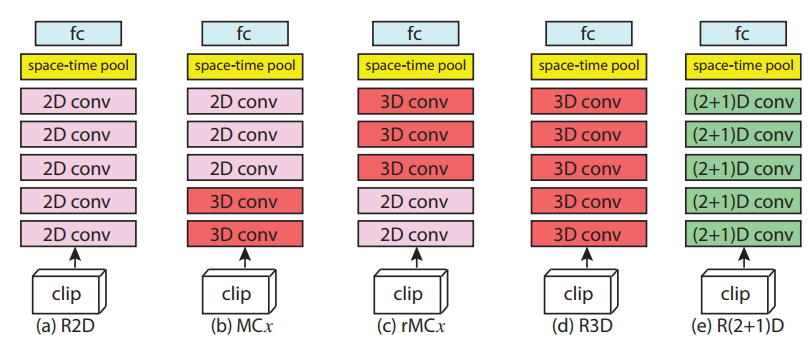 fc fc fc fc fc
space-time pool space-time pool space-time pool space-time pool space-time pool
2D conv 2D conv 3D conv 3D conv (2+1)D conv
2D conv 2D conv 3D conv 3D conv (2+1)D conv
2D conv 2D conv 3D conv 3D conv (2+1)D conv
2D conv 3D conv 2D conv 3D conv (2+1)D conv
2D conv 3D conv 2D conv 3D conv (2+1)D conv
clip clip clip clip clip
(a) R2D (b) MCx (c) rMCx (d) R3D (e) R(2+1)D